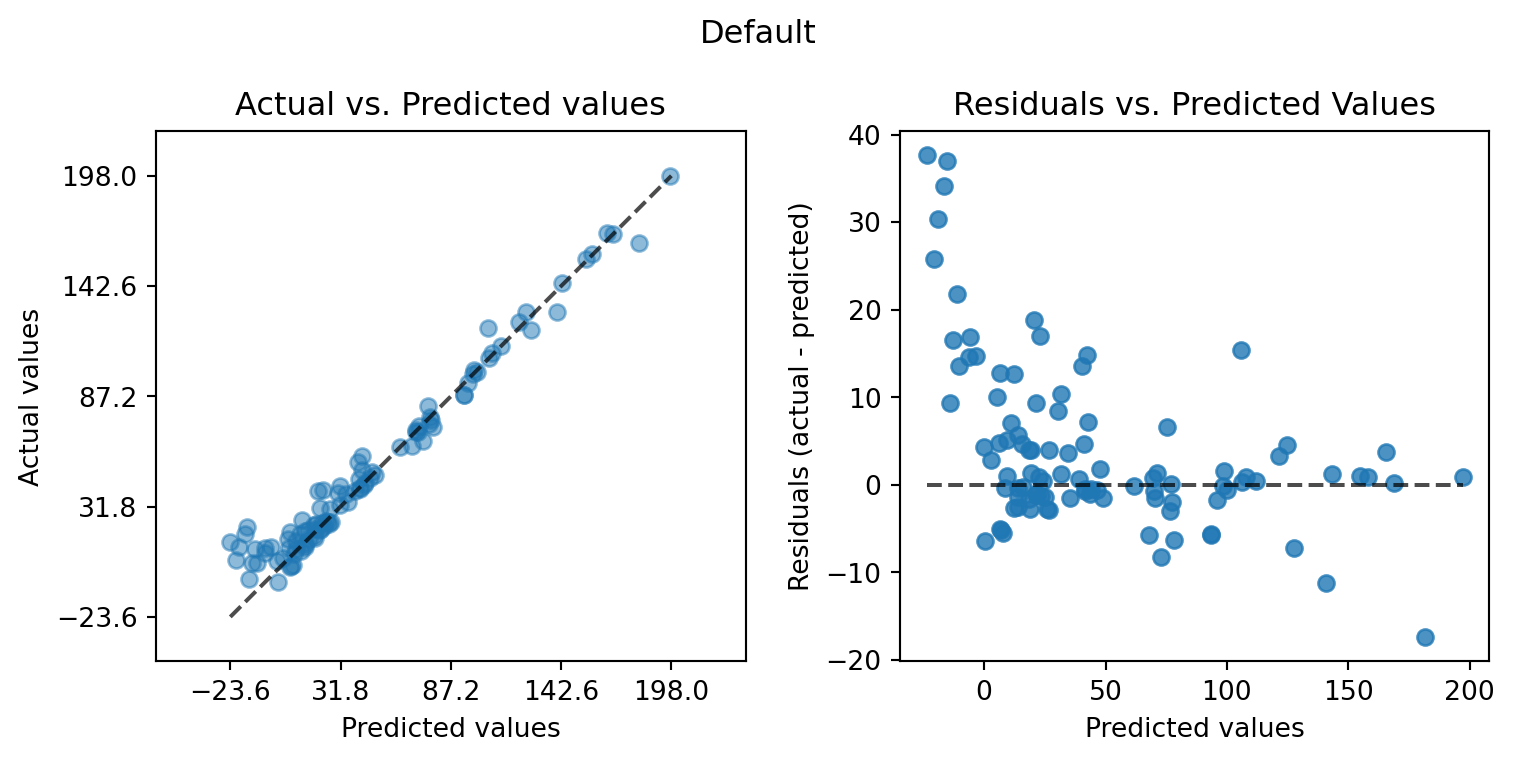 Default
Actual vs. Predicted values
Actual values
198.0
142.6
87.2
31.8
−23.6
−23.6 31.8 87.2 142.6 198.0
Predicted values
Residuals vs. Predicted Values
Residuals (actual - predicted)
40
30
20
10
0
−10
−20
0 50 100 150 200
Predicted values